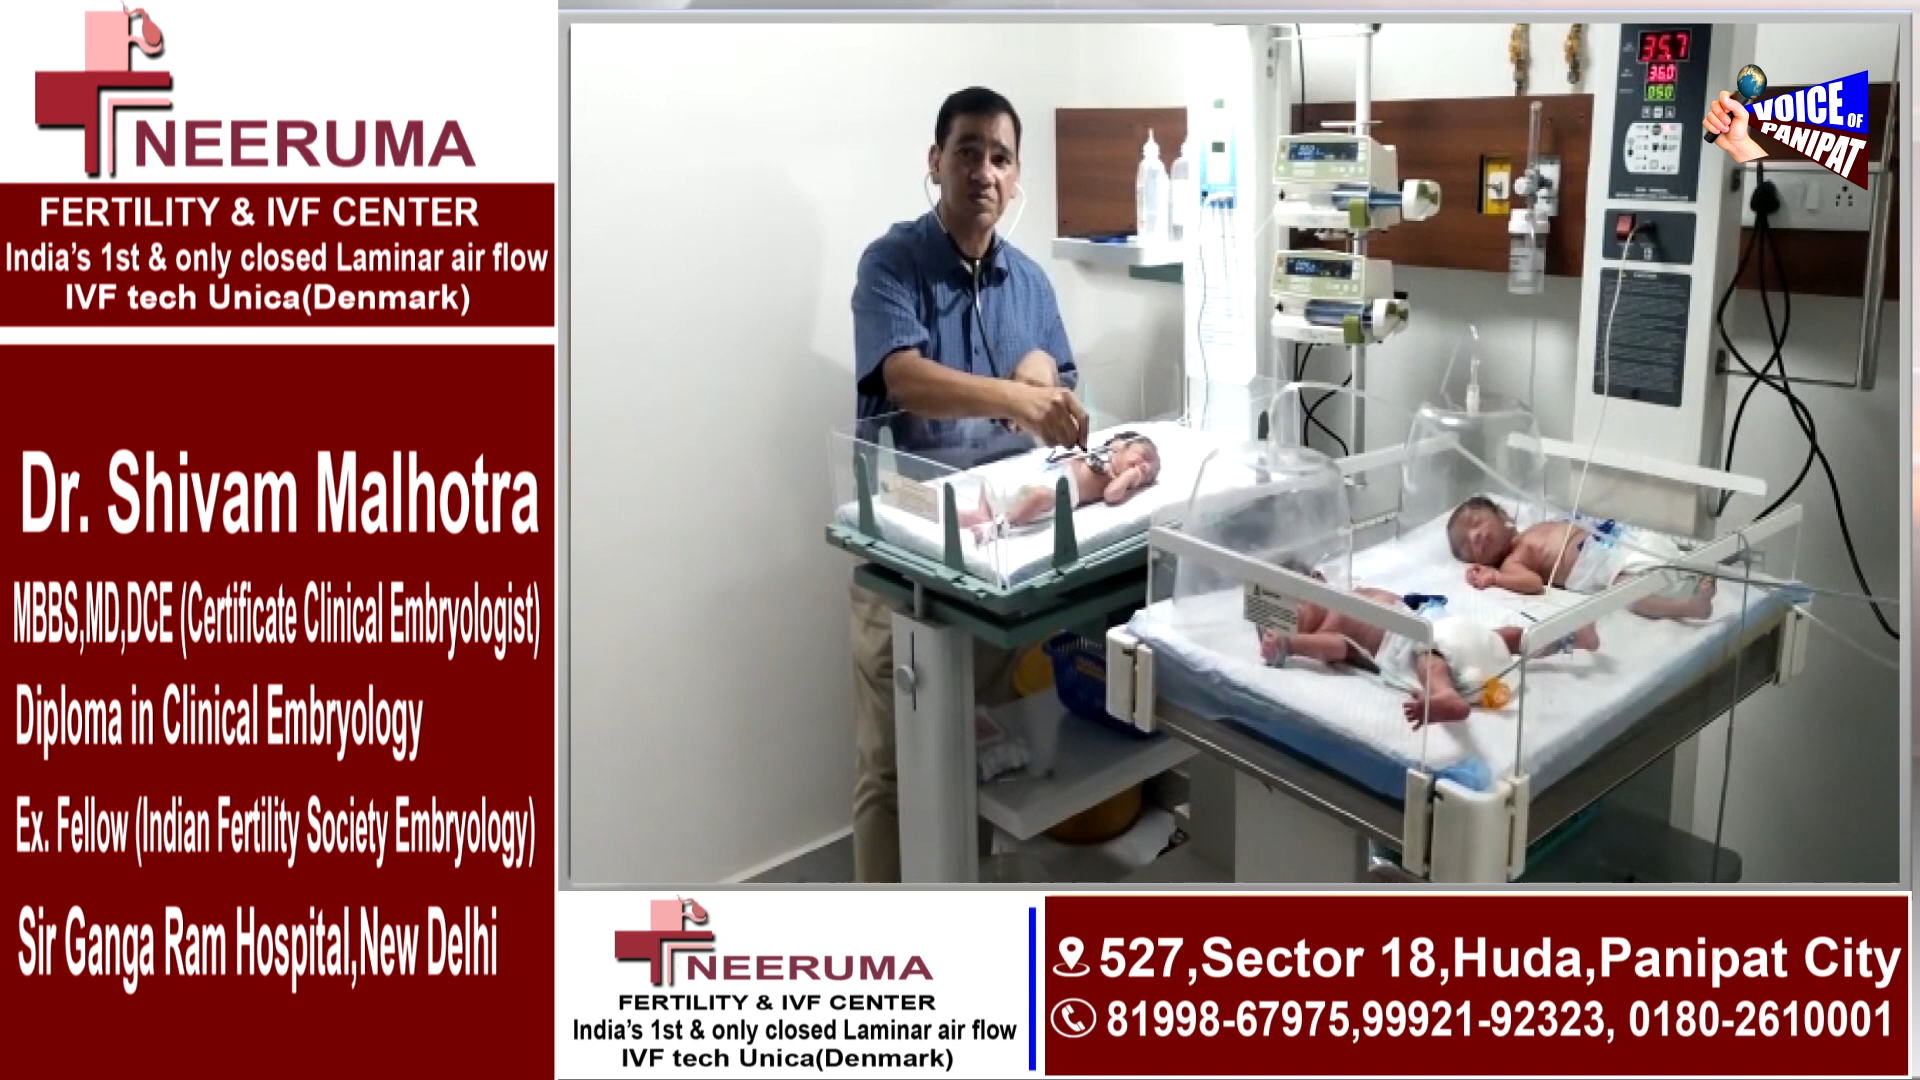 NEERUMA
FERTILITY & IVF CENTER
India's 1st & only closed Laminar air flow
IVF tech Unica(Denmark)
Dr. Shivam Malhotra
MBBS,MD,DCE (Certificate Clinical Embryologist)
Diploma in Clinical Embryology
Ex. Fellow (Indian Fertility Society Embryology)
Sir Ganga Ram Hospital,New Delhi
35.7
36.0
050
VOICE OF
PANIPAT
NEERUMA
FERTILITY & IVF CENTER
India's 1st & only closed Laminar air flow
IVF tech Unica(Denmark)
527,Sector 18,Huda,Panipat City
81998-67975,99921-92323, 0180-2610001